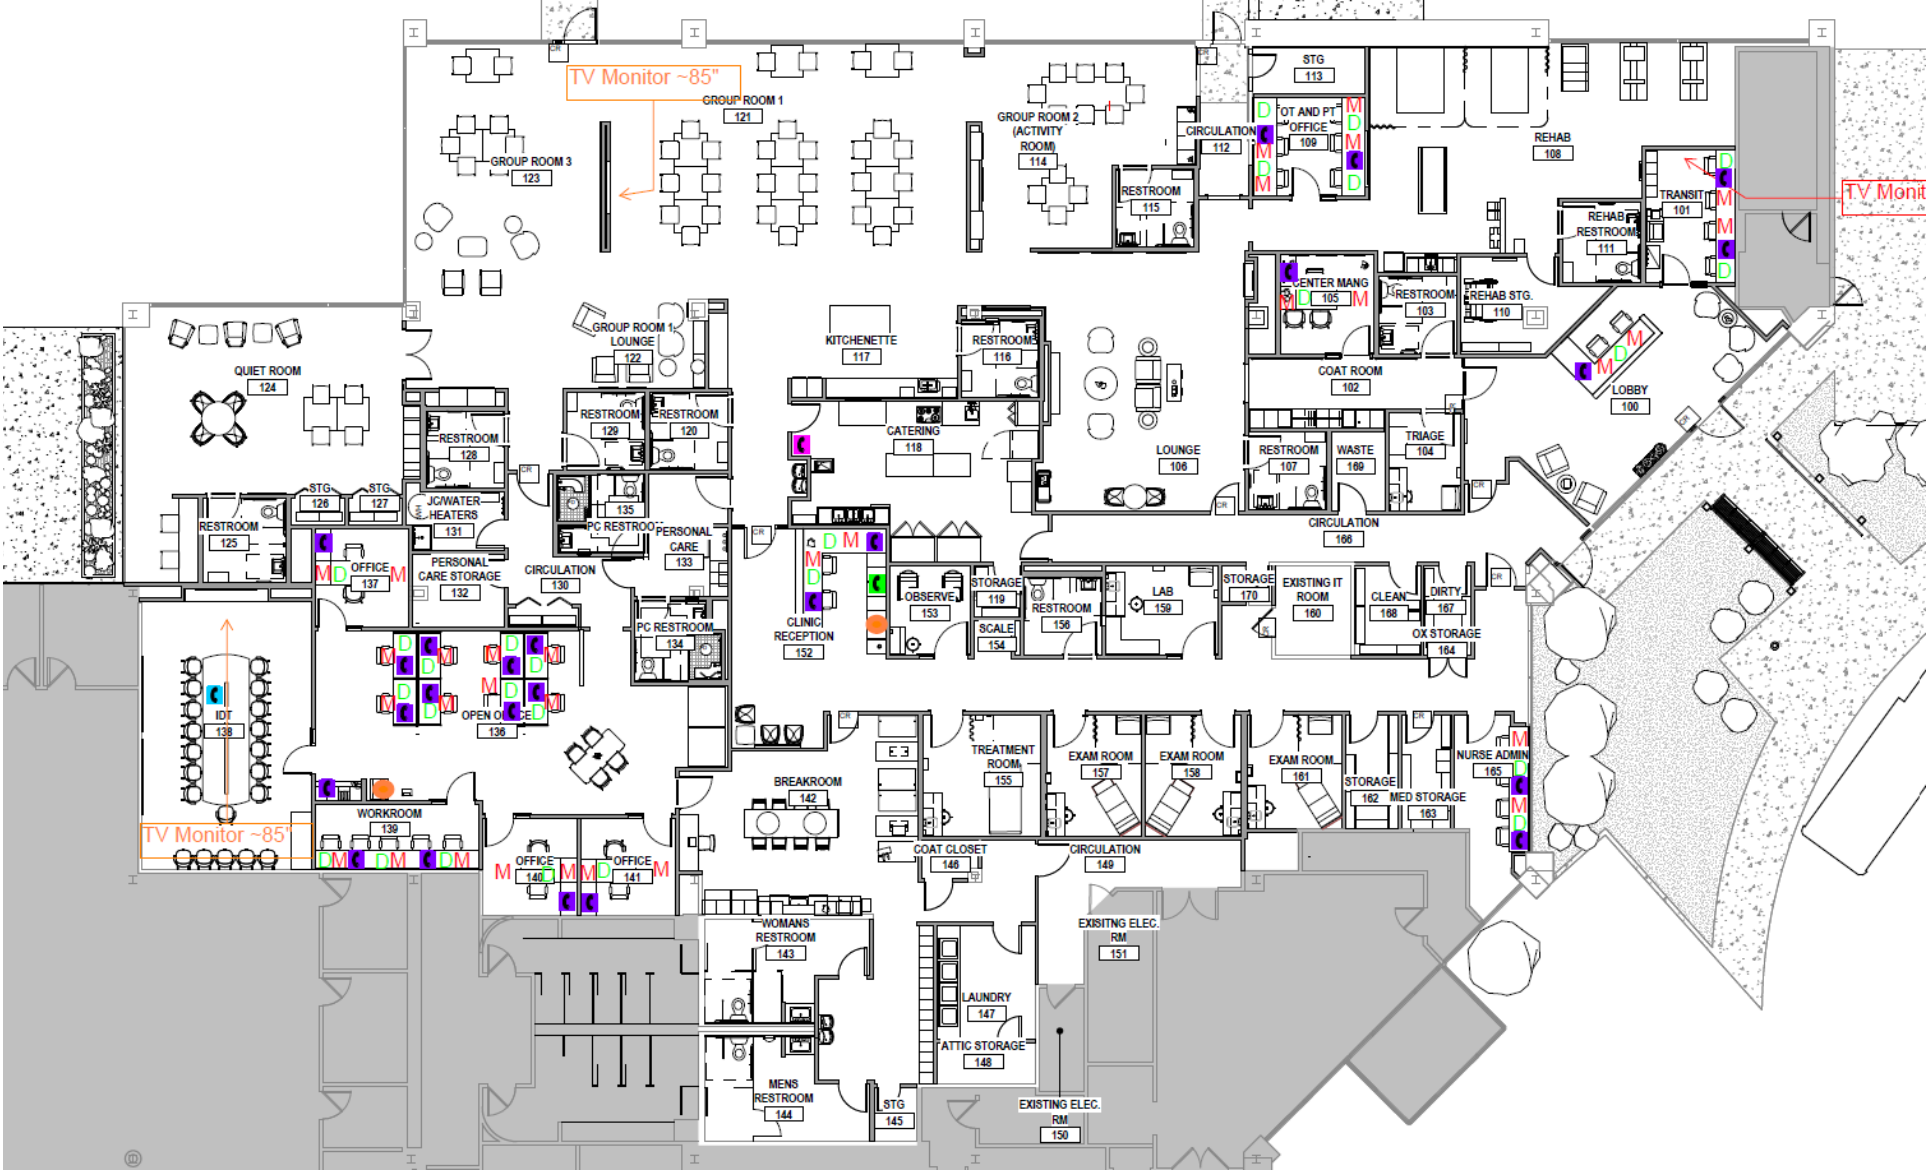 TV Monitor ~85"
GROUP ROOM 1
121
GROUP ROOM 3
123
GROUP ROOM 2
(ACTIVITY
ROOM)
114
RESTROOM
115
CIRCULATION
112
STG
113
OT AND PT
OFFICE
109
REHAB
108
TRANSIT
101
TV Monit
REHAB
RESTROOM
111
CENTER MANG
105
RESTROOM
103
REHAB STG.
110
COAT ROOM
102
LOBBY
100
GROUP ROOM 1
LOUNGE
122
KITCHENETTE
117
RESTROOM
116
QUIET ROOM
124
RESTROOM
128
RESTROOM
129
RESTROOM
120
CATERING
118
LOUNGE
106
RESTROOM
107
WASTE
169
TRIAGE
104
STG
126
STG
127
JC/WATER
HEATERS
131
RESTROOM
125
135
PC RESTROOM
PERSONAL
CARE
133
CIRCULATION
166
OFFICE
137
PERSONAL
CARE STORAGE
132
CIRCULATION
130
PC RESTROOM
134
CLINIC
RECEPTION
152
OBSERVE
153
STORAGE
119
SCALE
154
RESTROOM
156
LAB
159
STORAGE
170
EXISTING IT
ROOM
160
CLEAN
168
DIRTY
167
OX STORAGE
164
IDT
138
OPEN OFFICE
136
TREATMENT
ROOM
155
EXAM ROOM
157
EXAM ROOM
158
EXAM ROOM
161
STORAGE
162
MED STORAGE
163
NURSE ADMIN
165
BREAKROOM
142
WORKROOM
139
TV Monitor ~85"
OFFICE
140
OFFICE
141
COAT CLOSET
146
CIRCULATION
149
WOMANS
RESTROOM
143
EXISITNG ELEC.
RM
151
LAUNDRY
147
ATTIC STORAGE
148
MENS
RESTROOM
144
STG
145
EXISTING ELEC.
RM
150